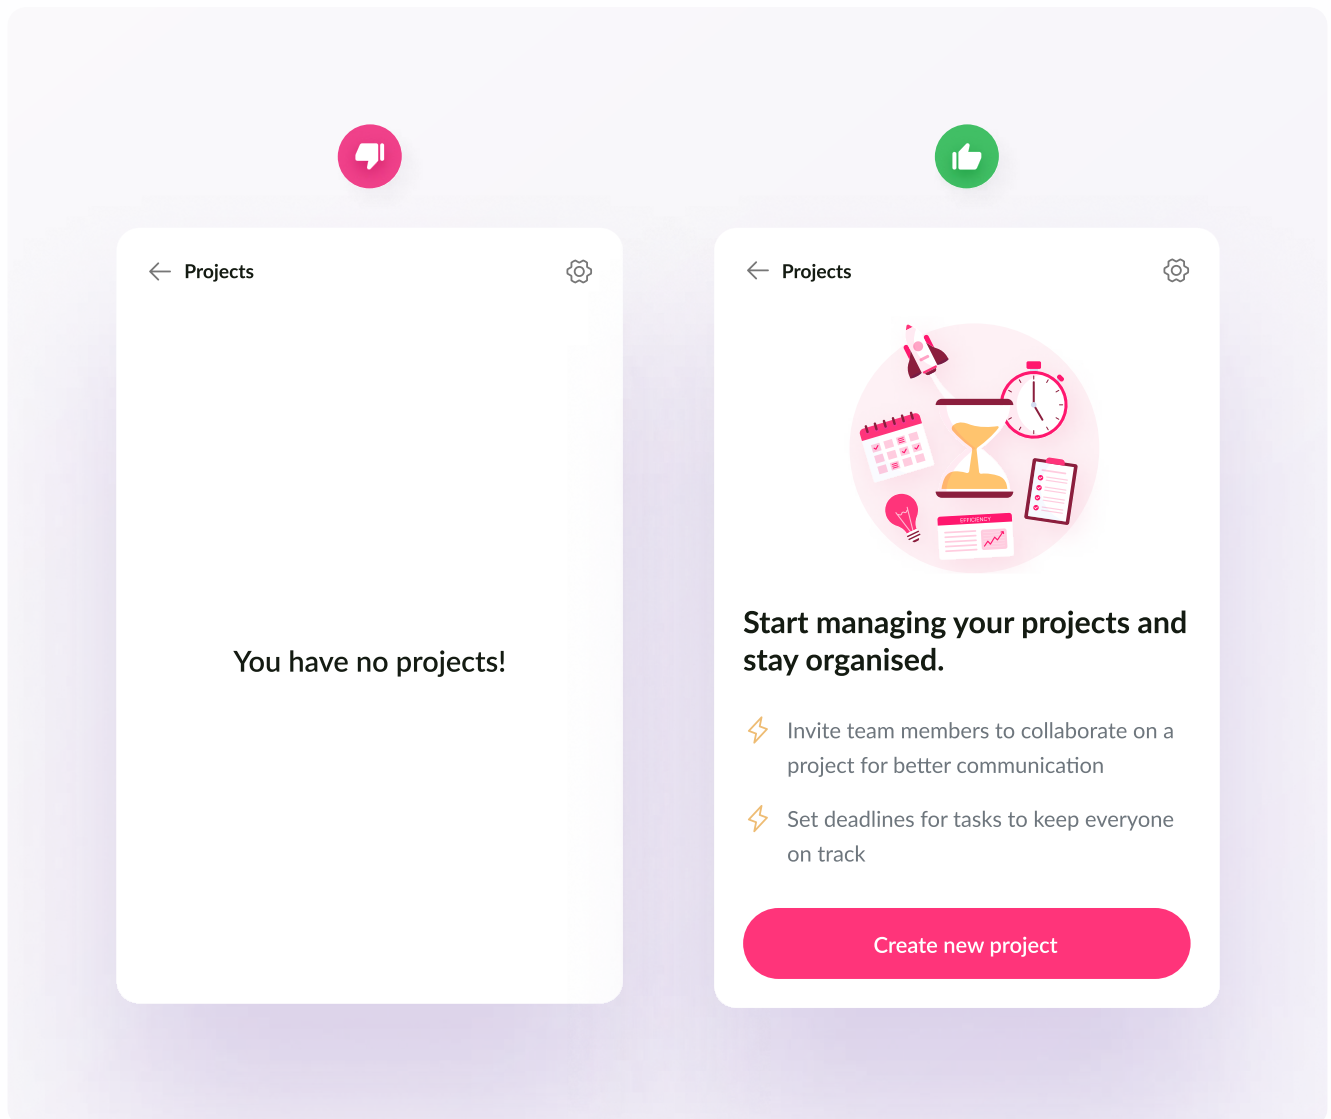 Projects
You have no projects!
Projects
EFFICIENCY
Start managing your projects and
stay organised.
Invite team members to collaborate on a
project for better communication
Set deadlines for tasks to keep everyone
on track
Create new project